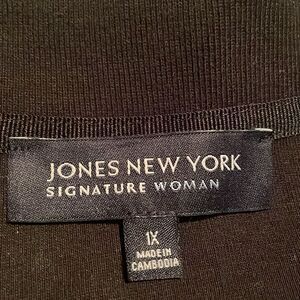 JONES NEW YORK
SIGNATURE WOMAN
1X
MADE IN
CAMBODIA